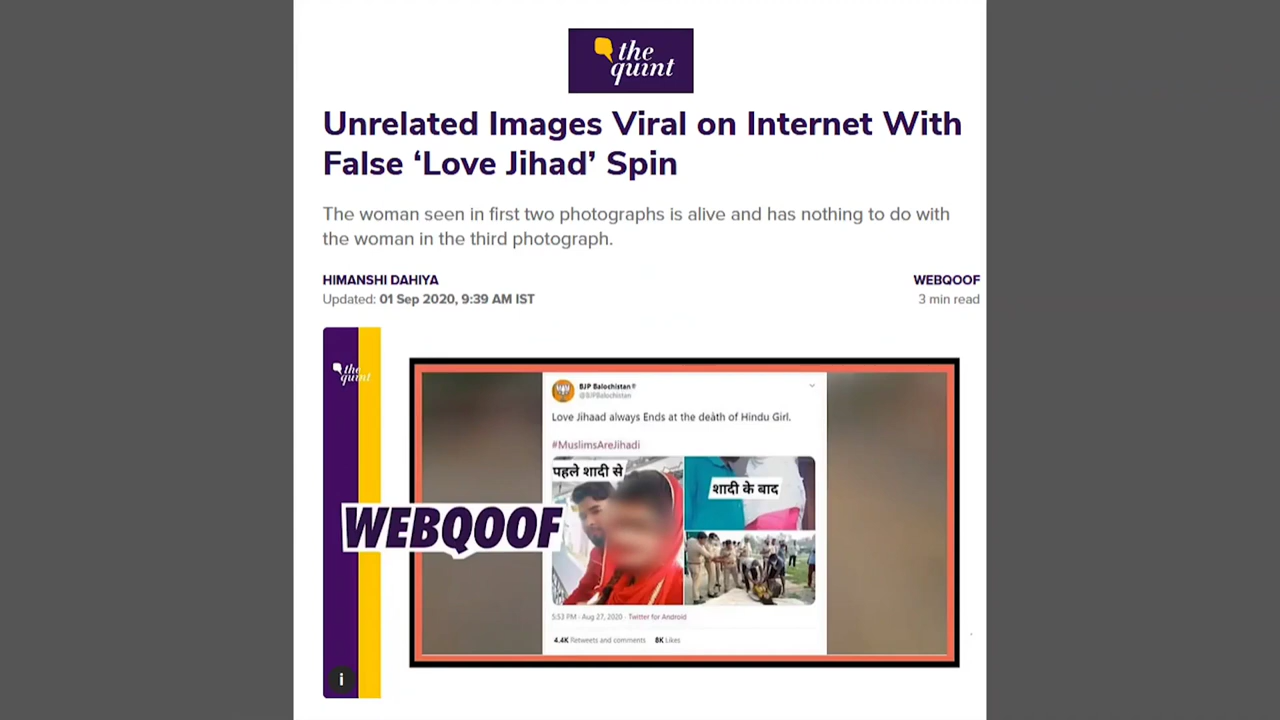 the
quint
Unrelated Images Viral on Internet With
False ‘Love Jihad’ Spin
The woman seen in first two photographs is alive and has nothing to do with
the woman in the third photograph.
HIMANSHI DAHIYA
WEBQOOF
Updated: 01 Sep 2020, 9:39 AM IST
3 min read
the
quint
BJP Balochistan
@BJPBalochistan
Love Jihaad always Ends at the death of Hindu Girl.
#MuslimsAreJihadi
पहले शादी से
शादी के बाद
WEBQOOF
5:53 PM · Aug 27, 2020 · Twitter for Android
4.4K Retweets and comments 8K Likes
i